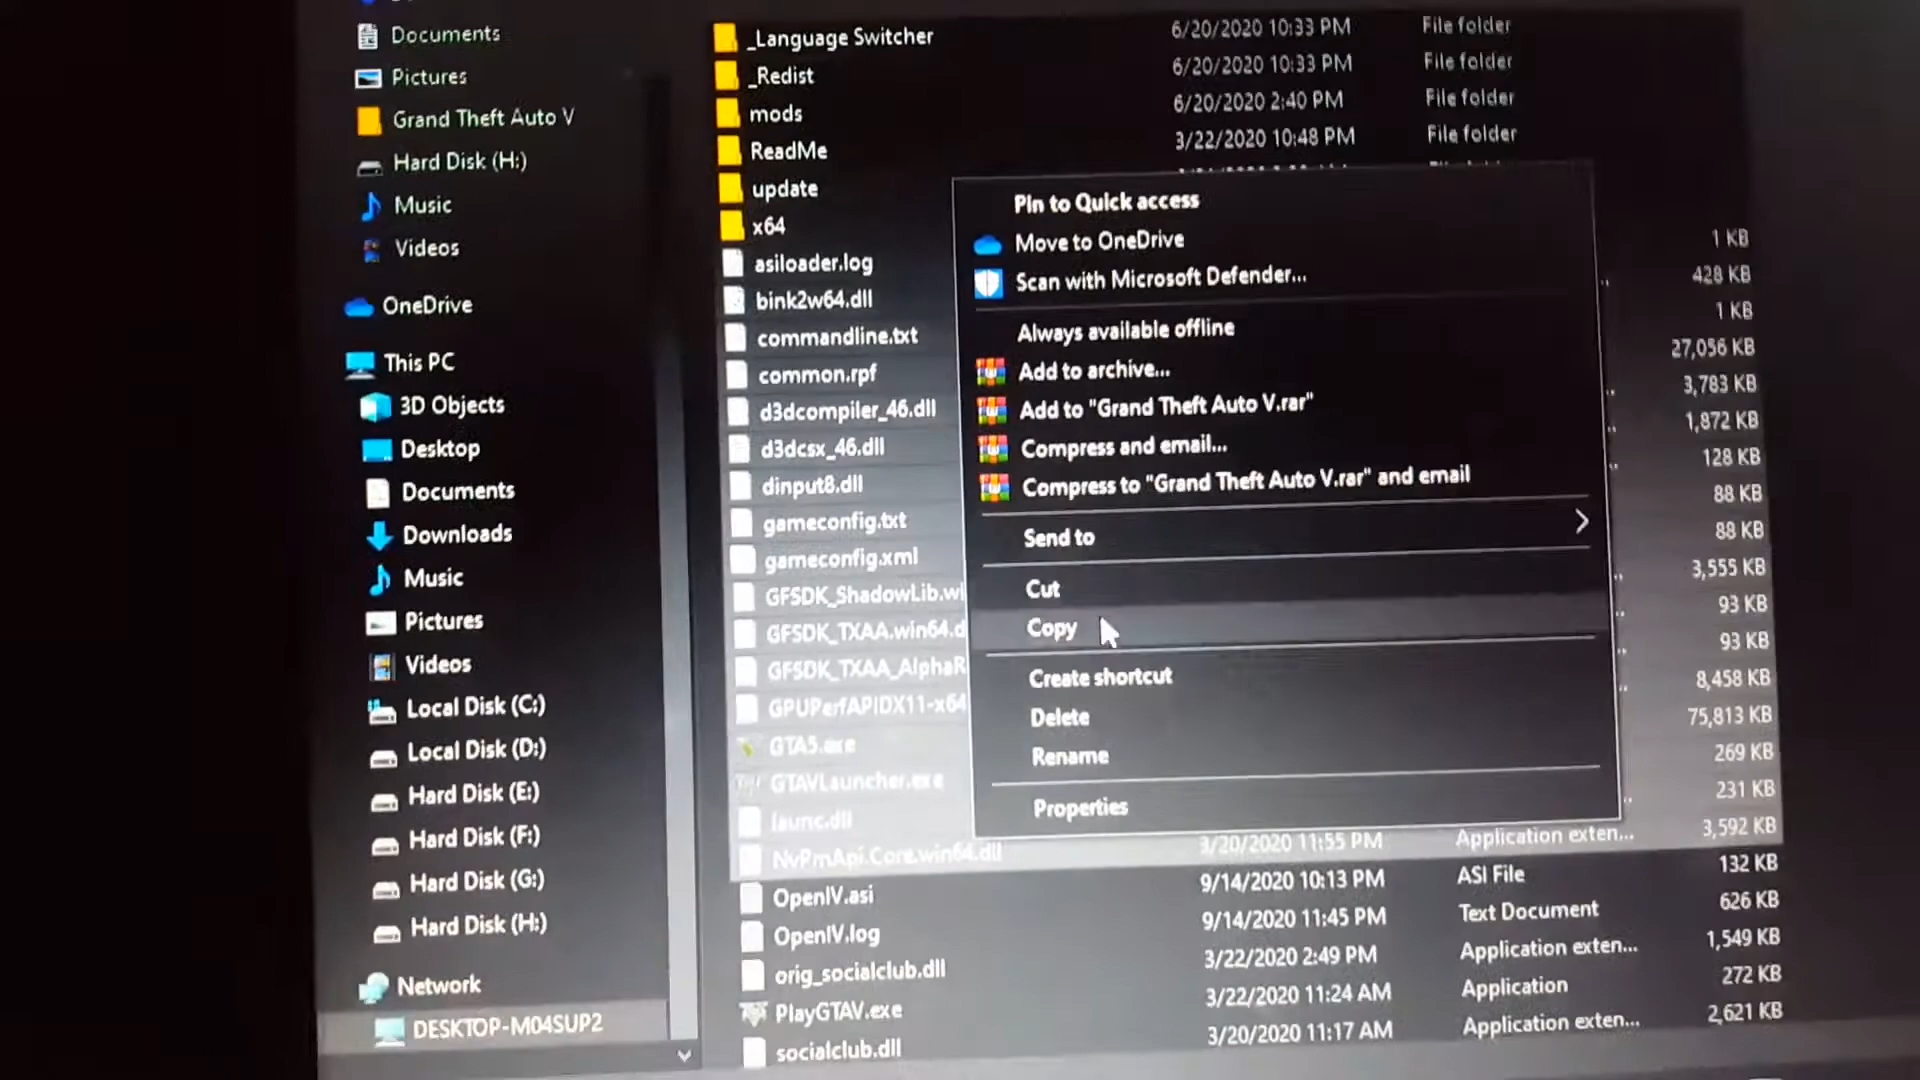 Documents
Pictures
Grand Theft Auto V
Hard Disk (H:)
Music
Videos
OneDrive
This PC
3D Objects
Desktop
Documents
Downloads
Music
Pictures
Videos
Local Disk (C:)
Local Disk (D:)
Hard Disk (E:)
Hard Disk (F:)
Hard Disk (G:)
Hard Disk (H:)
Network
DESKTOP-M04SUP2
_Language Switcher 6/20/2020 10:33 PM File folder
_Redist 6/20/2020 10:33 PM File folder
mods 6/20/2020 2:40 PM File folder
ReadMe 3/22/2020 10:48 PM File folder
update
x64
asiloader.log 1 KB
bink2w64.dll 428 KB
commandline.txt 1 KB
common.rpf 27,056 KB
d3dcompiler_46.dll 3,783 KB
d3dcsx_46.dll 1,872 KB
dinput8.dll 128 KB
gameconfig.txt 88 KB
gameconfig.xml 88 KB
GFSDK_ShadowLib.wi 3,555 KB
GFSDK_TXAA.win64.d 93 KB
GFSDK_TXAA_AlphaR 93 KB
GPUPerfAPIDX11-x64 8,458 KB
GTA5.exe 75,813 KB
GTAVLauncher.exe 269 KB
launc.dll 231 KB
NvPmApi.Core.win64.dll 3/20/2020 11:55 PM Application exten... 3,592 KB
OpenIV.asi 9/14/2020 10:13 PM ASI File 132 KB
OpenIV.log 9/14/2020 11:45 PM Text Document 626 KB
orig_socialclub.dll 3/22/2020 2:49 PM Application exten... 1,549 KB
PlayGTAV.exe 3/22/2020 11:24 AM Application 272 KB
socialclub.dll 3/20/2020 11:17 AM Application exten... 2,621 KB
Pin to Quick access
Move to OneDrive
Scan with Microsoft Defender...
Always available offline
Add to archive...
Add to "Grand Theft Auto V.rar"
Compress and email...
Compress to "Grand Theft Auto V.rar" and email
Send to
Cut
Copy
Create shortcut
Delete
Rename
Properties